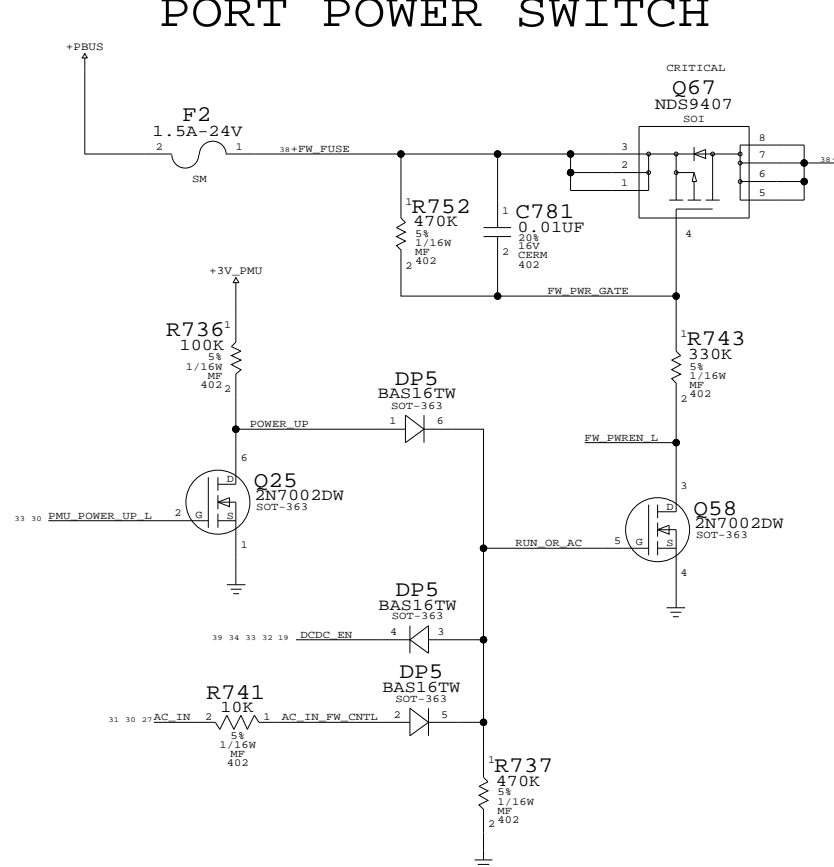 PORT POWER SWITCH
+PBUS
F2
1.5A-24V
2
1
SM
38
+FW_FUSE
CRITICAL
Q67
NDS9407
SOI
3
2
1
8
7
6
5
4
38
1
R752
470K
5%
1/16W
MF
402
2
1
C781
0.01UF
20%
16V
CERM
402
2
FW_PWR_GATE
+3V_PMU
1
R736
100K
5%
1/16W
MF
402
2
1
R743
330K
5%
1/16W
MF
402
2
DP5
BAS16TW
SOT-363
1
6
POWER_UP
FW_PWREN_L
6
D
Q25
2N7002DW
SOT-363
33 30
PMU_POWER_UP_L
2
G
S
1
3
D
Q58
2N7002DW
SOT-363
RUN_OR_AC
5
G
S
4
DP5
BAS16TW
SOT-363
39 34 33 32 19
DCDC_EN
4
3
DP5
BAS16TW
SOT-363
R741
10K
31 30 27
AC_IN
2
1
AC_IN_FW_CNTL
2
5
5%
1/16W
MF
402
1
R737
470K
5%
1/16W
MF
402
2